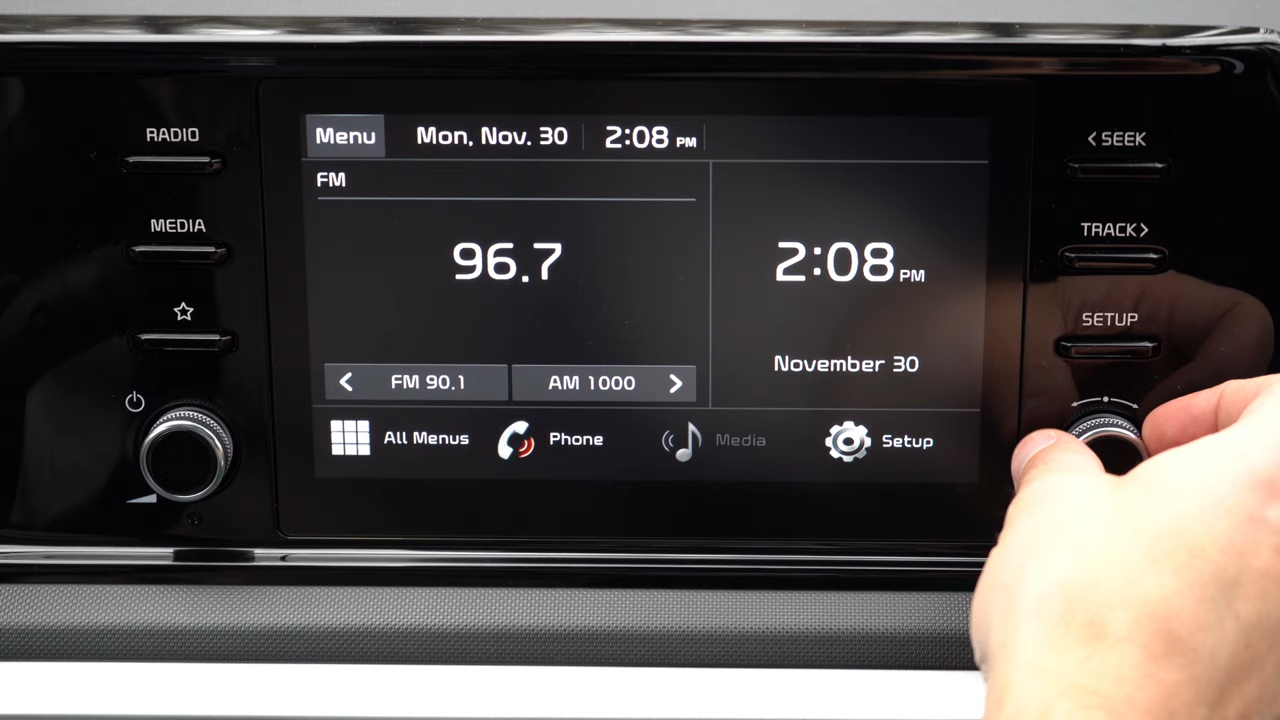 RADIO
MEDIA
Menu
Mon, Nov. 30
2:08 PM
FM
96.7
2:08 PM
November 30
< FM 90.1
AM 1000 >
All Menus
Phone
Media
Setup
< SEEK
TRACK >
SETUP